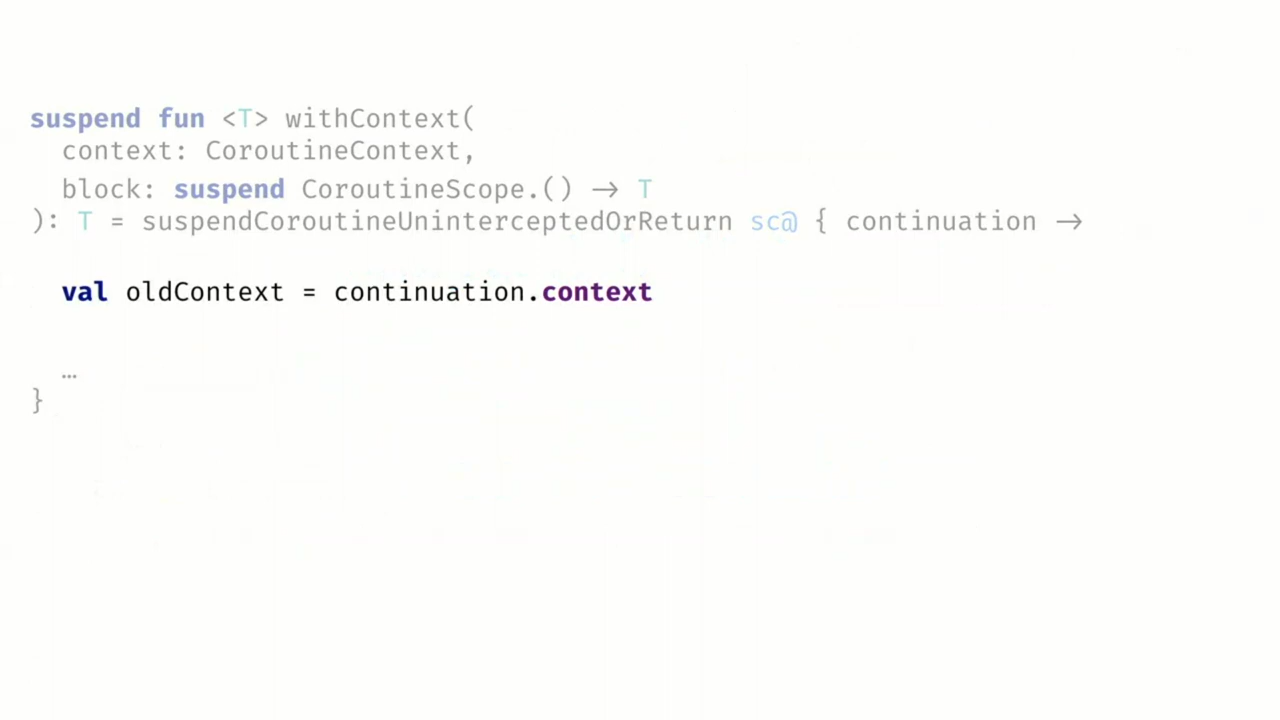 suspend fun <T> withContext(
context: CoroutineContext,
block: suspend CoroutineScope.() → T
): T = suspendCoroutineUninterceptedOrReturn sc@ { continuation →
val oldContext = continuation.context
…
}